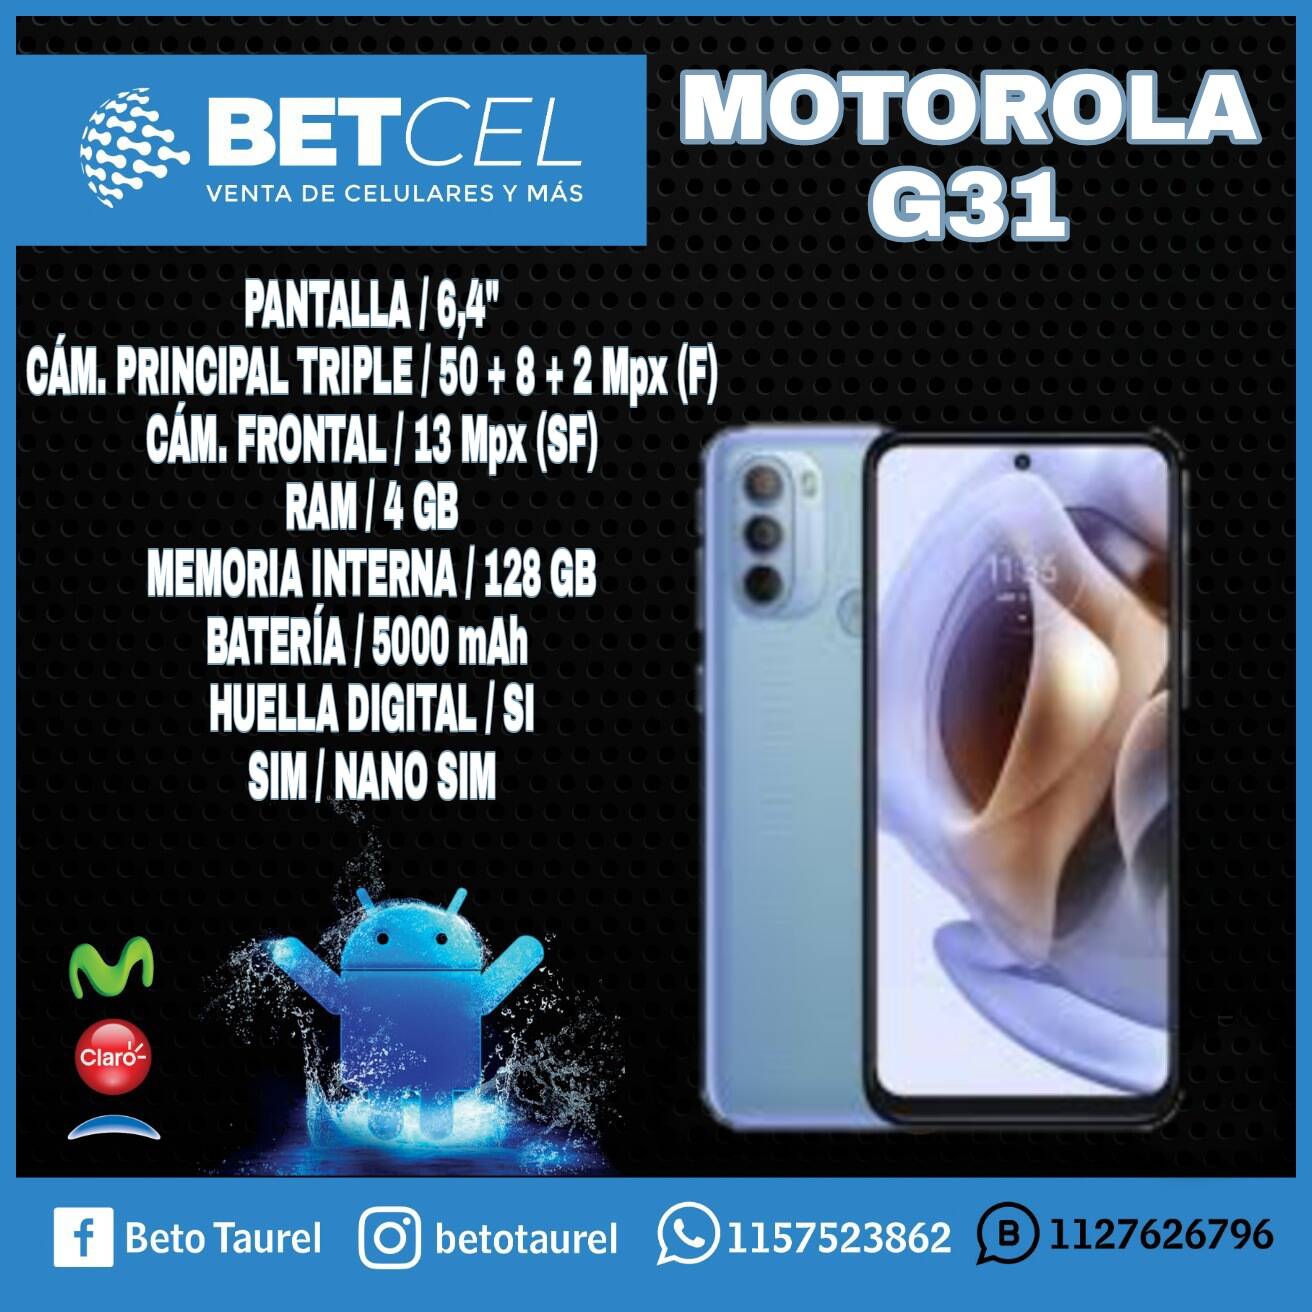 BETCEL
VENTA DE CELULARES Y MÁS
MOTOROLA
G31
PANTALLA / 6,4"
CÁM. PRINCIPAL TRIPLE / 50 + 8 + 2 Mpx (F)
CÁM. FRONTAL / 13 Mpx (SF)
RAM / 4 GB
MEMORIA INTERNA / 128 GB
BATERÍA / 5000 mAh
HUELLA DIGITAL / SI
SIM / NANO SIM
11:35
Claro
Beto Taurel
betotaurel
1157523862
B 1127626796